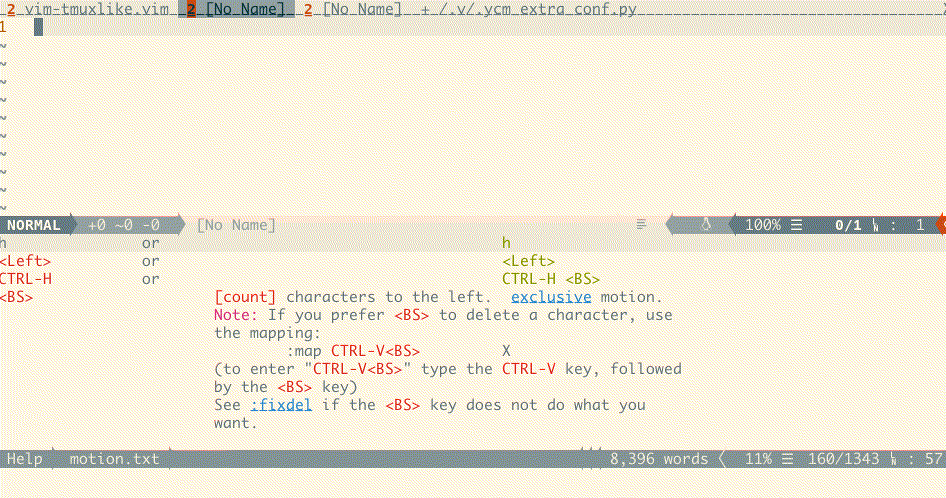 2 vim-tmuxlike.vim 2 [No Name] 2 [No Name] + /.v/.ycm_extra_conf.py
1
~
~
~
~
~
~
~
~
~
~
NORMAL +0 ~0 -0 [No Name] 100% ☰ 0/1 ㏑ : 1
h or h
<Left> or <Left>
CTRL-H or CTRL-H <BS>
<BS> [count] characters to the left. exclusive motion.
Note: If you prefer <BS> to delete a character, use
the mapping:
:map CTRL-V<BS> X
(to enter "CTRL-V<BS>" type the CTRL-V key, followed
by the <BS> key)
See :fixdel if the <BS> key does not do what you
want.
Help motion.txt 8,396 words 11% ☰ 160/1343 ㏑ : 57